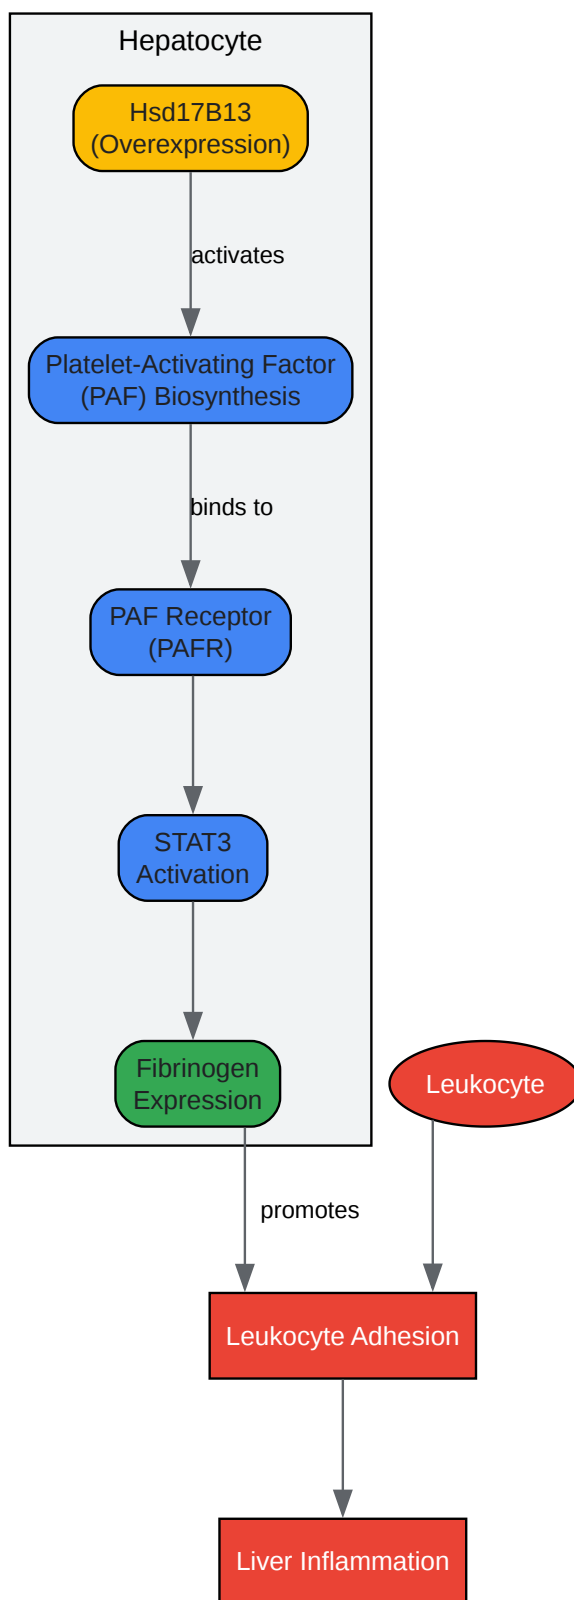 Hepatocyte
Hsd17B13
(Overexpression)
activates
Platelet-Activating Factor
(PAF) Biosynthesis
binds to
PAF Receptor
(PAFR)
STAT3
Activation
Fibrinogen
Expression
Leukocyte
promotes
Leukocyte Adhesion
Liver Inflammation